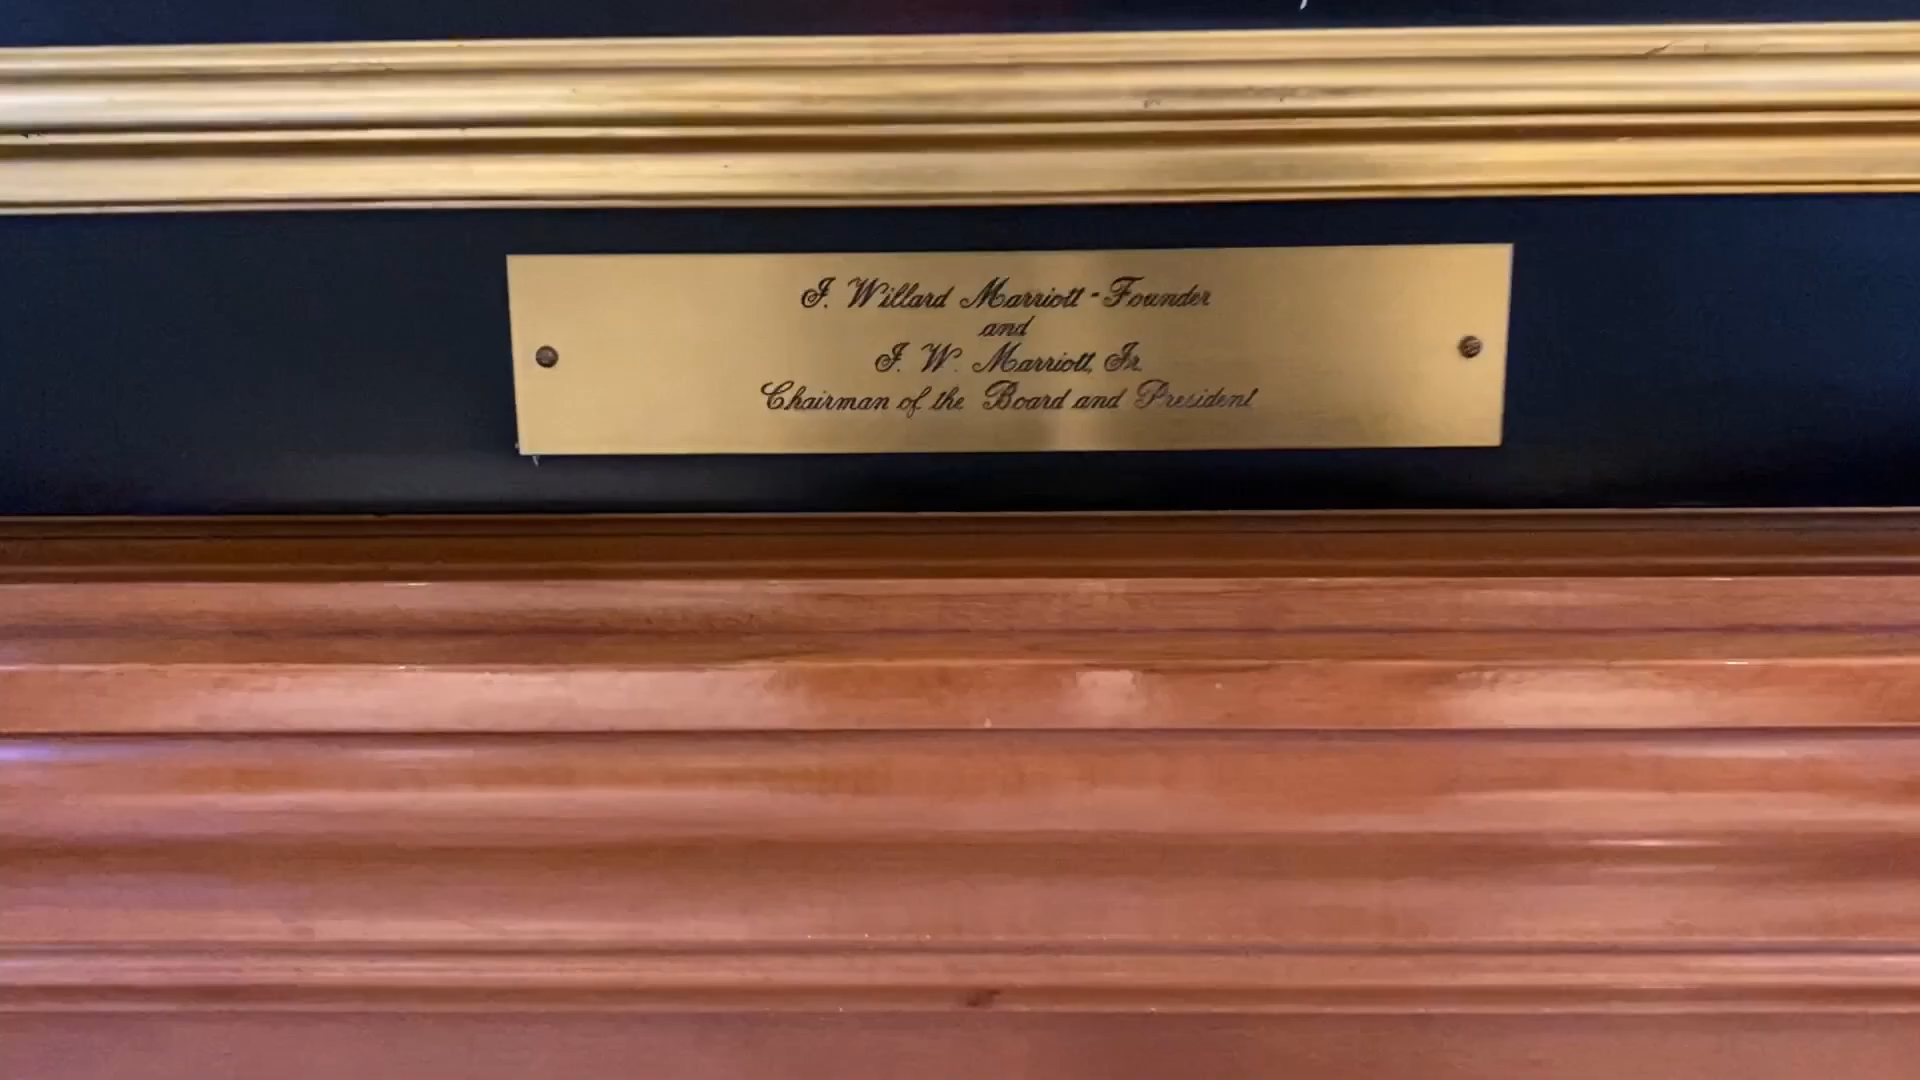 J. Willard Marriott - Founder
and
J. W. Marriott, Jr.
Chairman of the Board and President